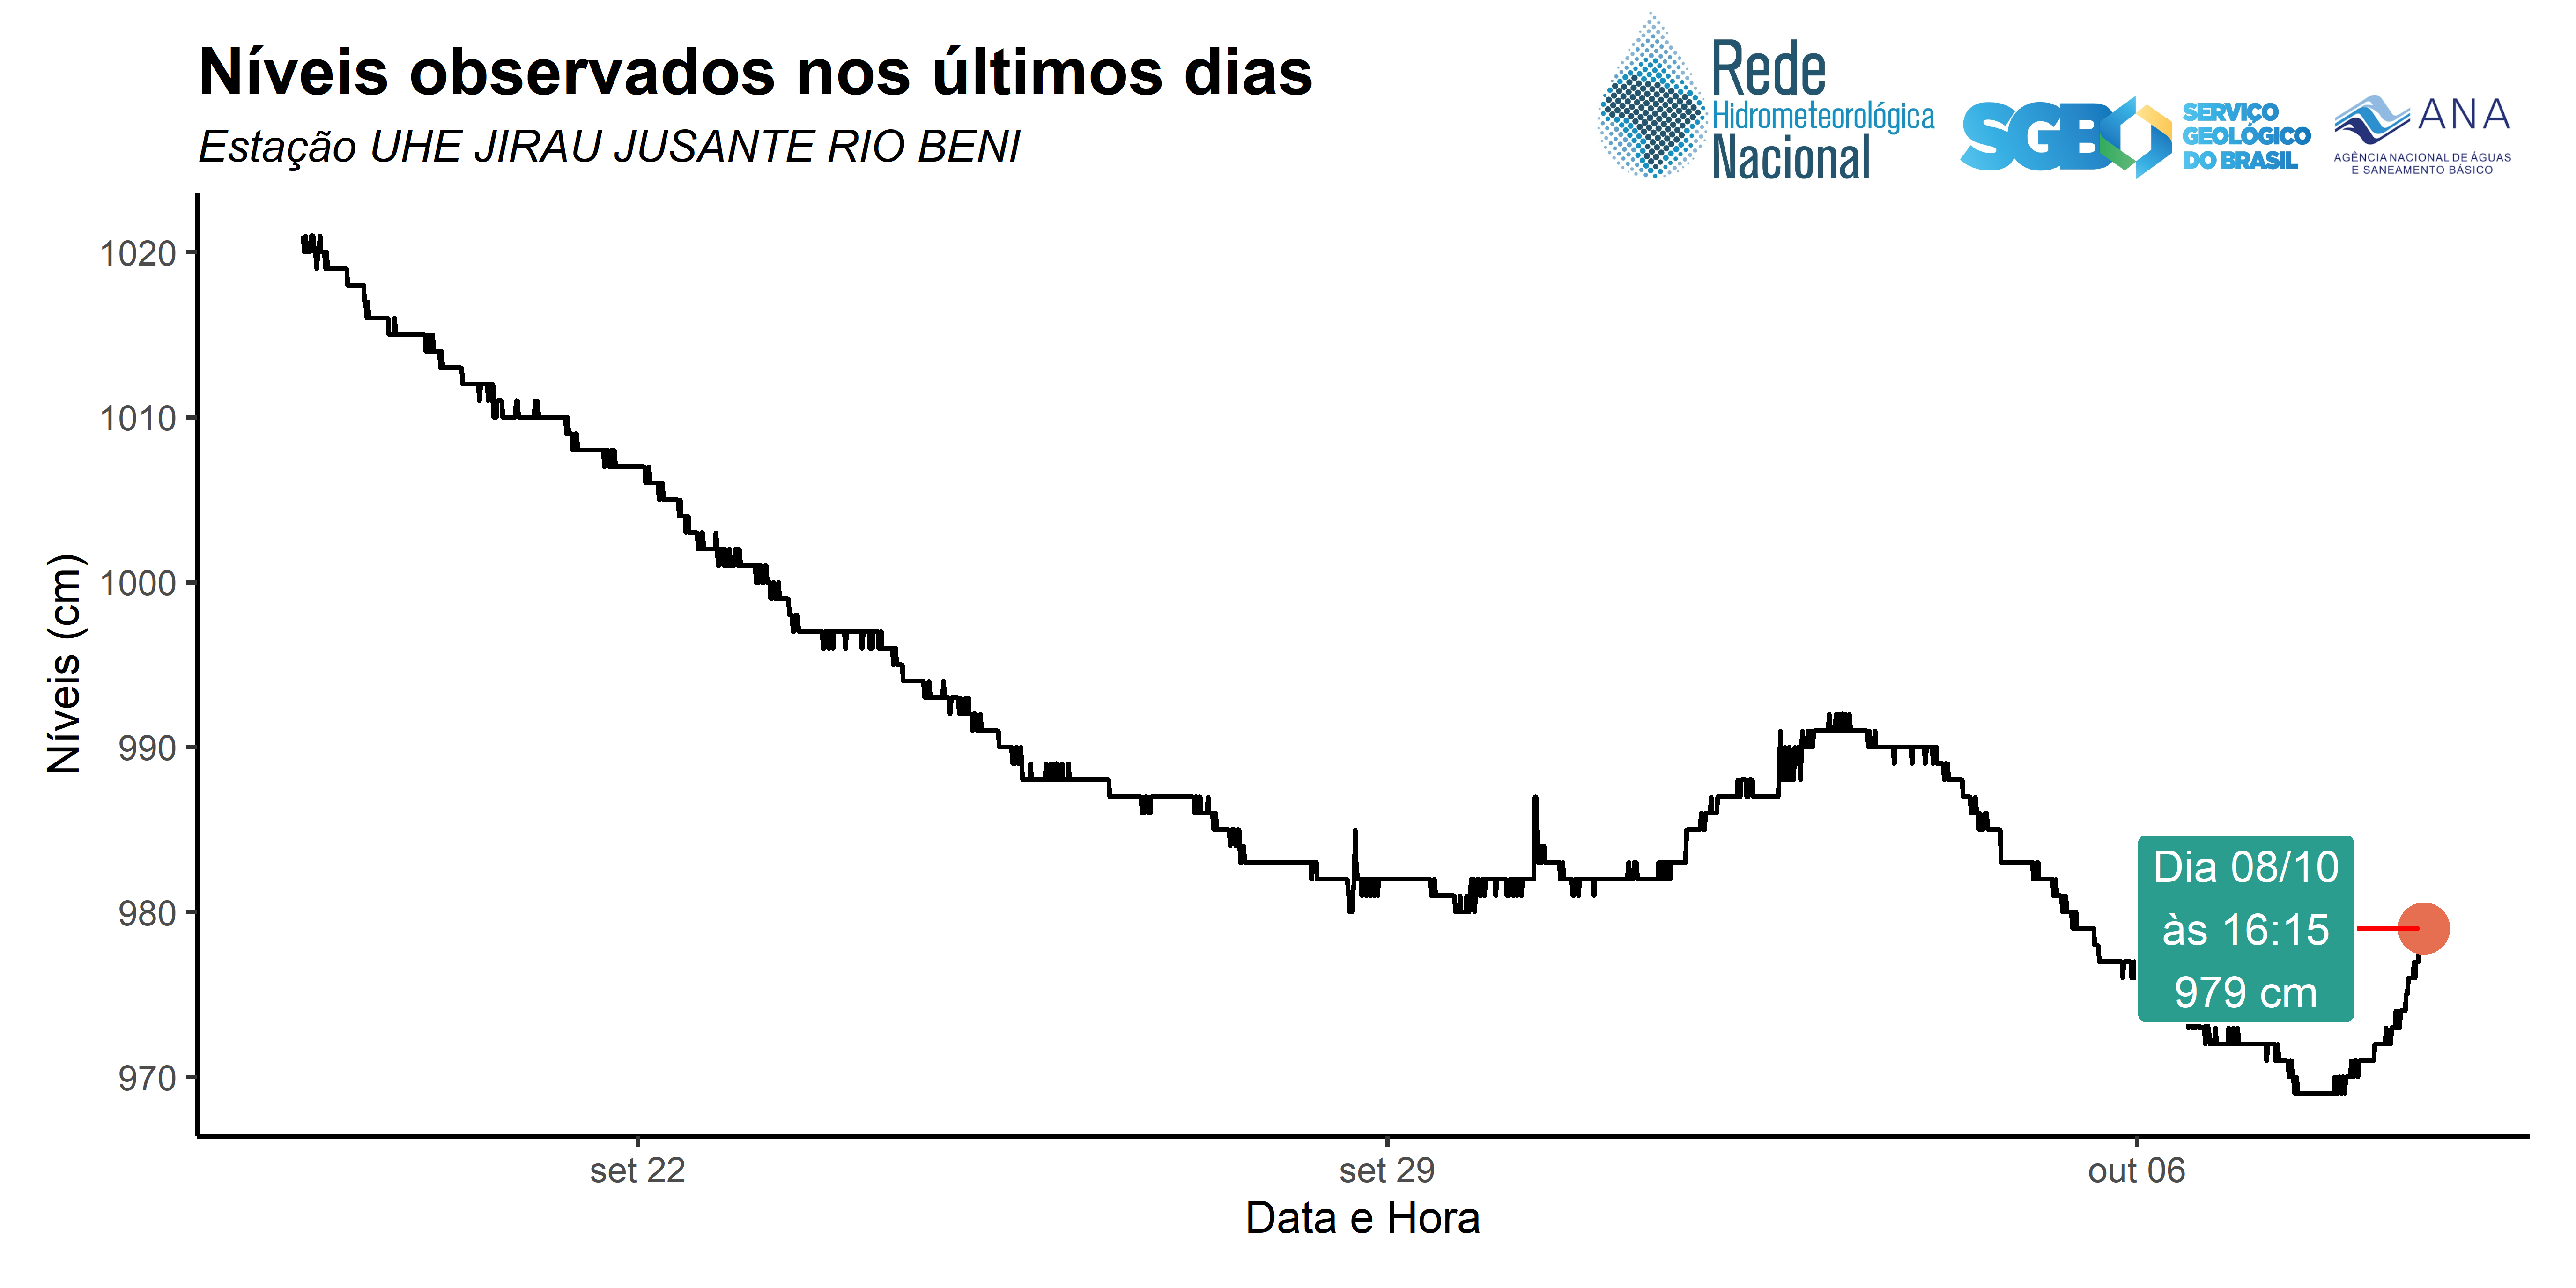 Níveis observados nos últimos dias
Estação UHE JIRAU JUSANTE RIO BENI
Rede
Hidrometeorológica
Nacional
SGB
SERVIÇO
GEOLÓGICO
DO BRASIL
ANA
AGÊNCIA NACIONAL DE ÁGUAS
E SANEAMENTO BÁSICO
Níveis (cm)
1020
1010
1000
990
980
970
Dia 08/10
às 16:15
979 cm
set 22
set 29
out 06
Data e Hora